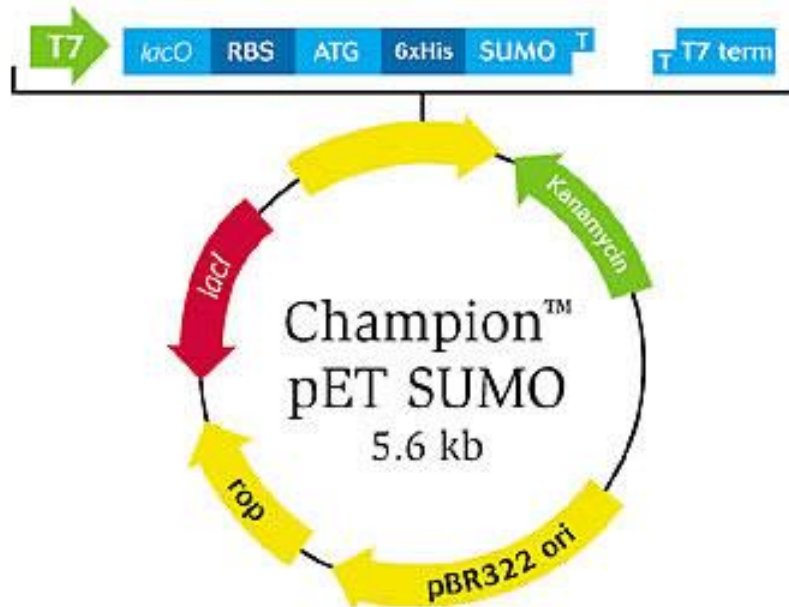 T7 lacO RBS ATG 6xHis SUMO T T T7 term
Kanamycin
lacI
Champion™
pET SUMO
5.6 kb
rop
pBR322 ori